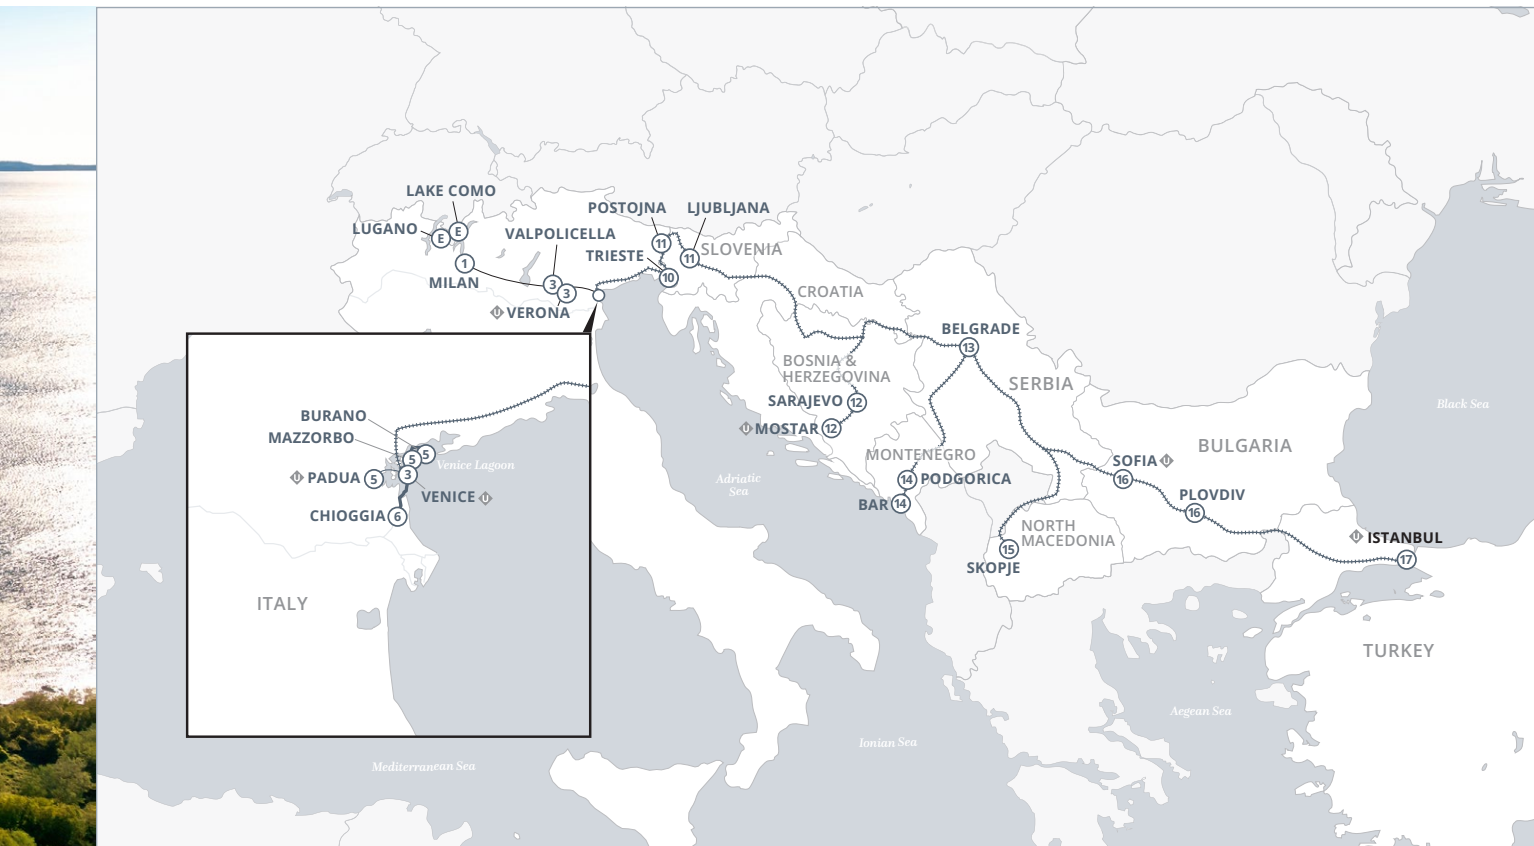 LAKE COMO
LUGANO
E
E
1
MILAN
VALPOLICELLA
3
3
U VERONA
POSTOJNA
LJUBLJANA
11
11
TRIESTE
10
SLOVENIA
CROATIA
BELGRADE
13
BOSNIA &
HERZEGOVINA
SERBIA
SARAJEVO 12
U MOSTAR 12
Black Sea
BURANO
MAZZORBO
5
5
Venice Lagoon
U PADUA 5
3
VENICE U
CHIOGGIA 6
ITALY
Adriatic
Sea
MONTENEGRO
14 PODGORICA
BAR 14
BULGARIA
SOFIA U
16
PLOVDIV
16
NORTH
MACEDONIA
15
SKOPJE
U ISTANBUL
17
TURKEY
Aegean Sea
Ionian Sea
Mediterranean Sea